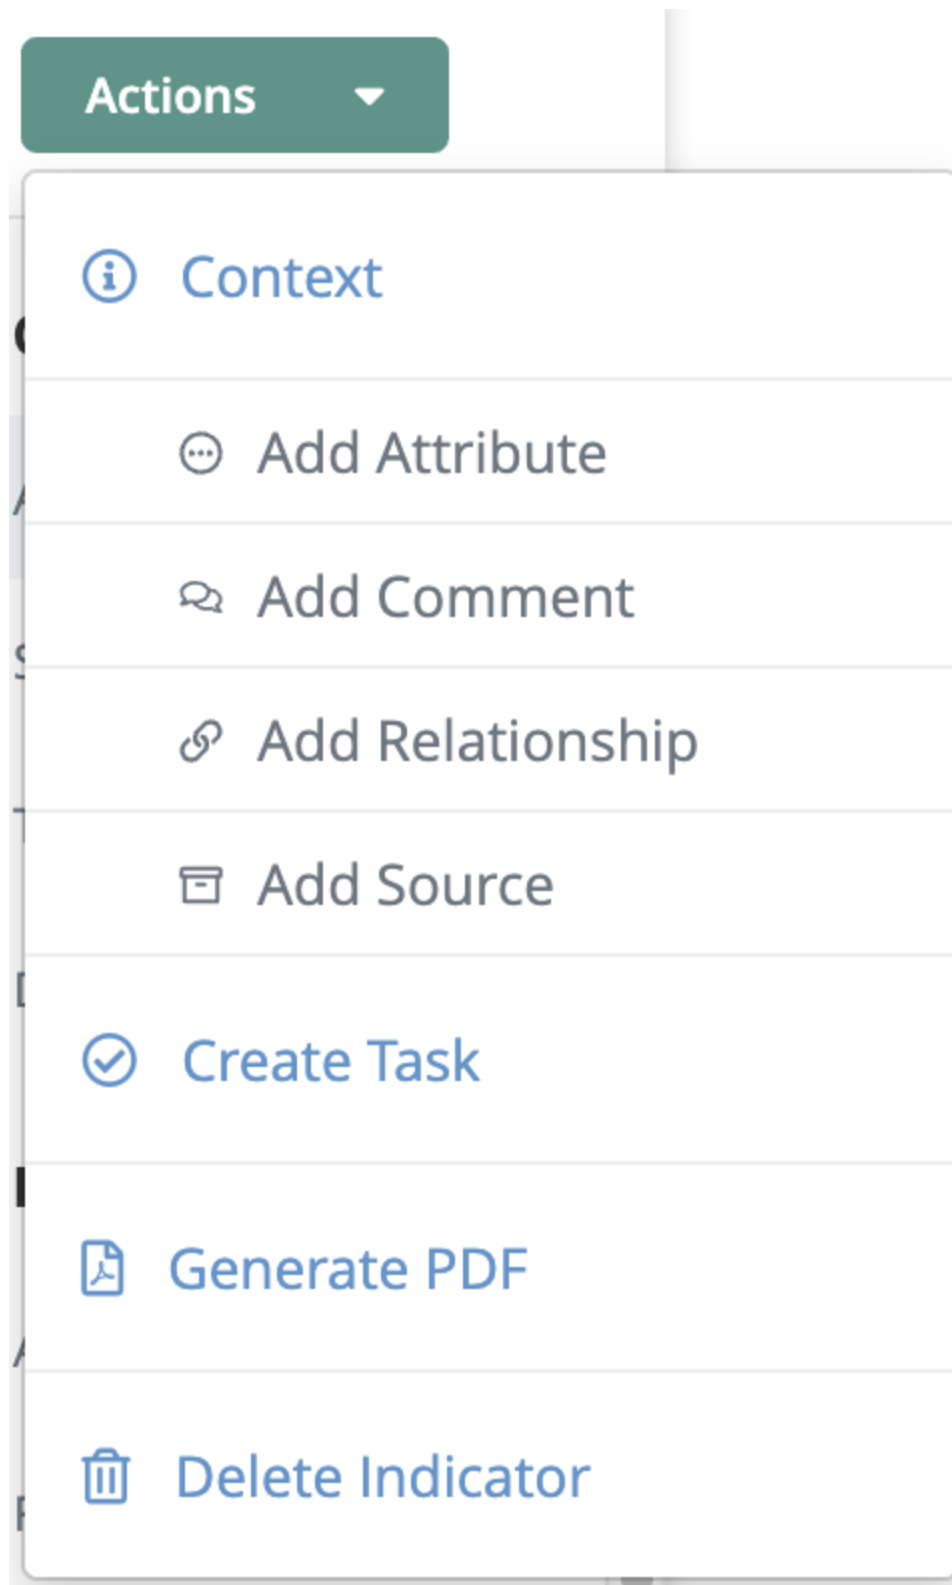 Actions
Context
Add Attribute
Add Comment
Add Relationship
Add Source
Create Task
Generate PDF
Delete Indicator